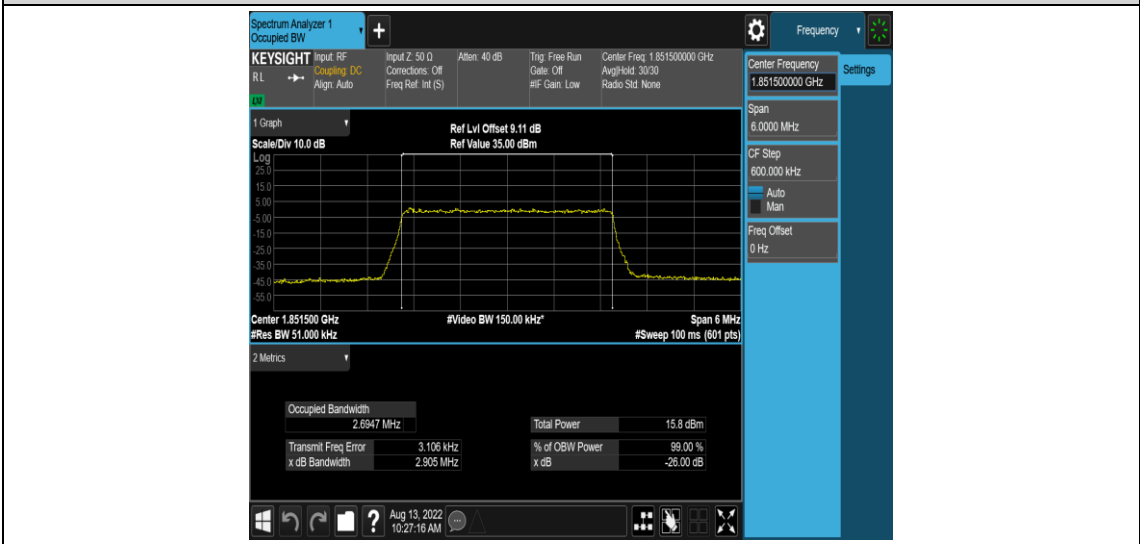 Spectrum Analyzer 1
Occupied BW
+
Frequency
KEYSIGHT
Input: RF
Coupling: DC
Align: Auto
RL
LXI
Input Z: 50 Ω
Corrections: Off
Freq Ref: Int (S)
Atten: 40 dB
Trig: Free Run
Gate: Off
#IF Gain: Low
Center Freq: 1.851500000 GHz
Avg|Hold: 30/30
Radio Std: None
Center Frequency
1.851500000 GHz
Settings
Span
6.0000 MHz
CF Step
600.000 kHz
Auto
Man
Freq Offset
0 Hz
1 Graph
Ref Lvl Offset 9.11 dB
Scale/Div 10.0 dB
Ref Value 35.00 dBm
Log
25.0
15.0
5.00
-5.00
-15.0
-25.0
-35.0
-45.0
-55.0
Center 1.851500 GHz
#Video BW 150.00 kHz*
Span 6 MHz
#Res BW 51.000 kHz
#Sweep 100 ms (601 pts)
2 Metrics
Occupied Bandwidth
2.6947 MHz
Total Power 15.8 dBm
Transmit Freq Error 3.106 kHz
% of OBW Power 99.00 %
x dB Bandwidth 2.905 MHz
x dB -26.00 dB
?
Aug 13, 2022
10:27:16 AM